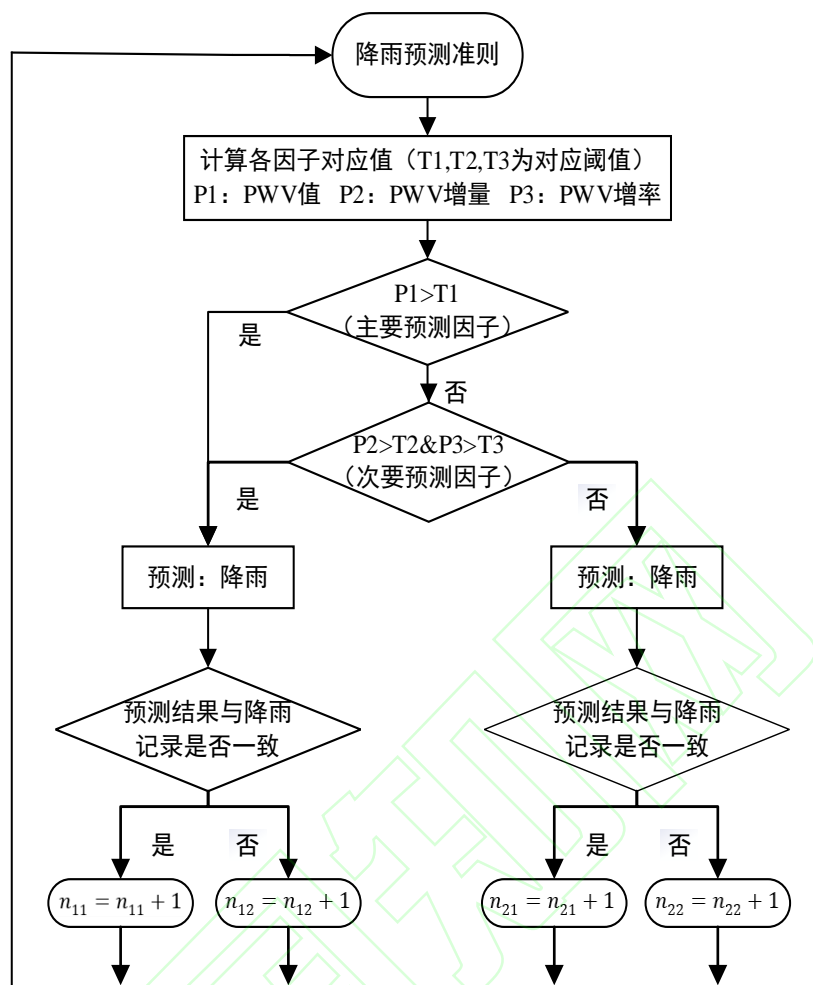 降雨预测准则
计算各因子对应值（T1,T2,T3为对应阈值）
P1：PWV值 P2：PWV增量 P3：PWV增率
P1>T1
（主要预测因子）
是
否
P2>T2&P3>T3
（次要预测因子）
是
否
预测：降雨
预测：降雨
预测结果与降雨
记录是否一致
预测结果与降雨
记录是否一致
是
否
是
否
n₁₁ = n₁₁ + 1
n₁₂ = n₁₂ + 1
n₂₁ = n₂₁ + 1
n₂₂ = n₂₂ + 1